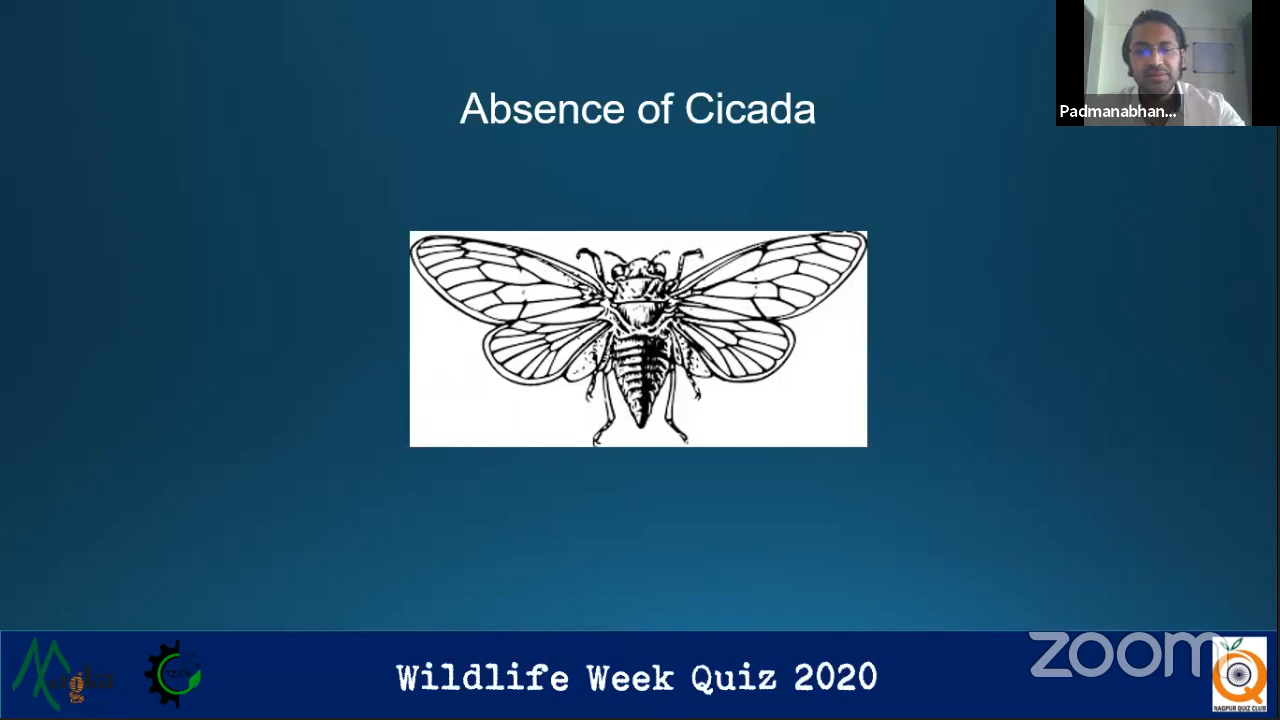 Absence of Cicada
Padmanabhan...
Wildlife Week Quiz 2020
zoom
NAGPUR QUIZ CLUB